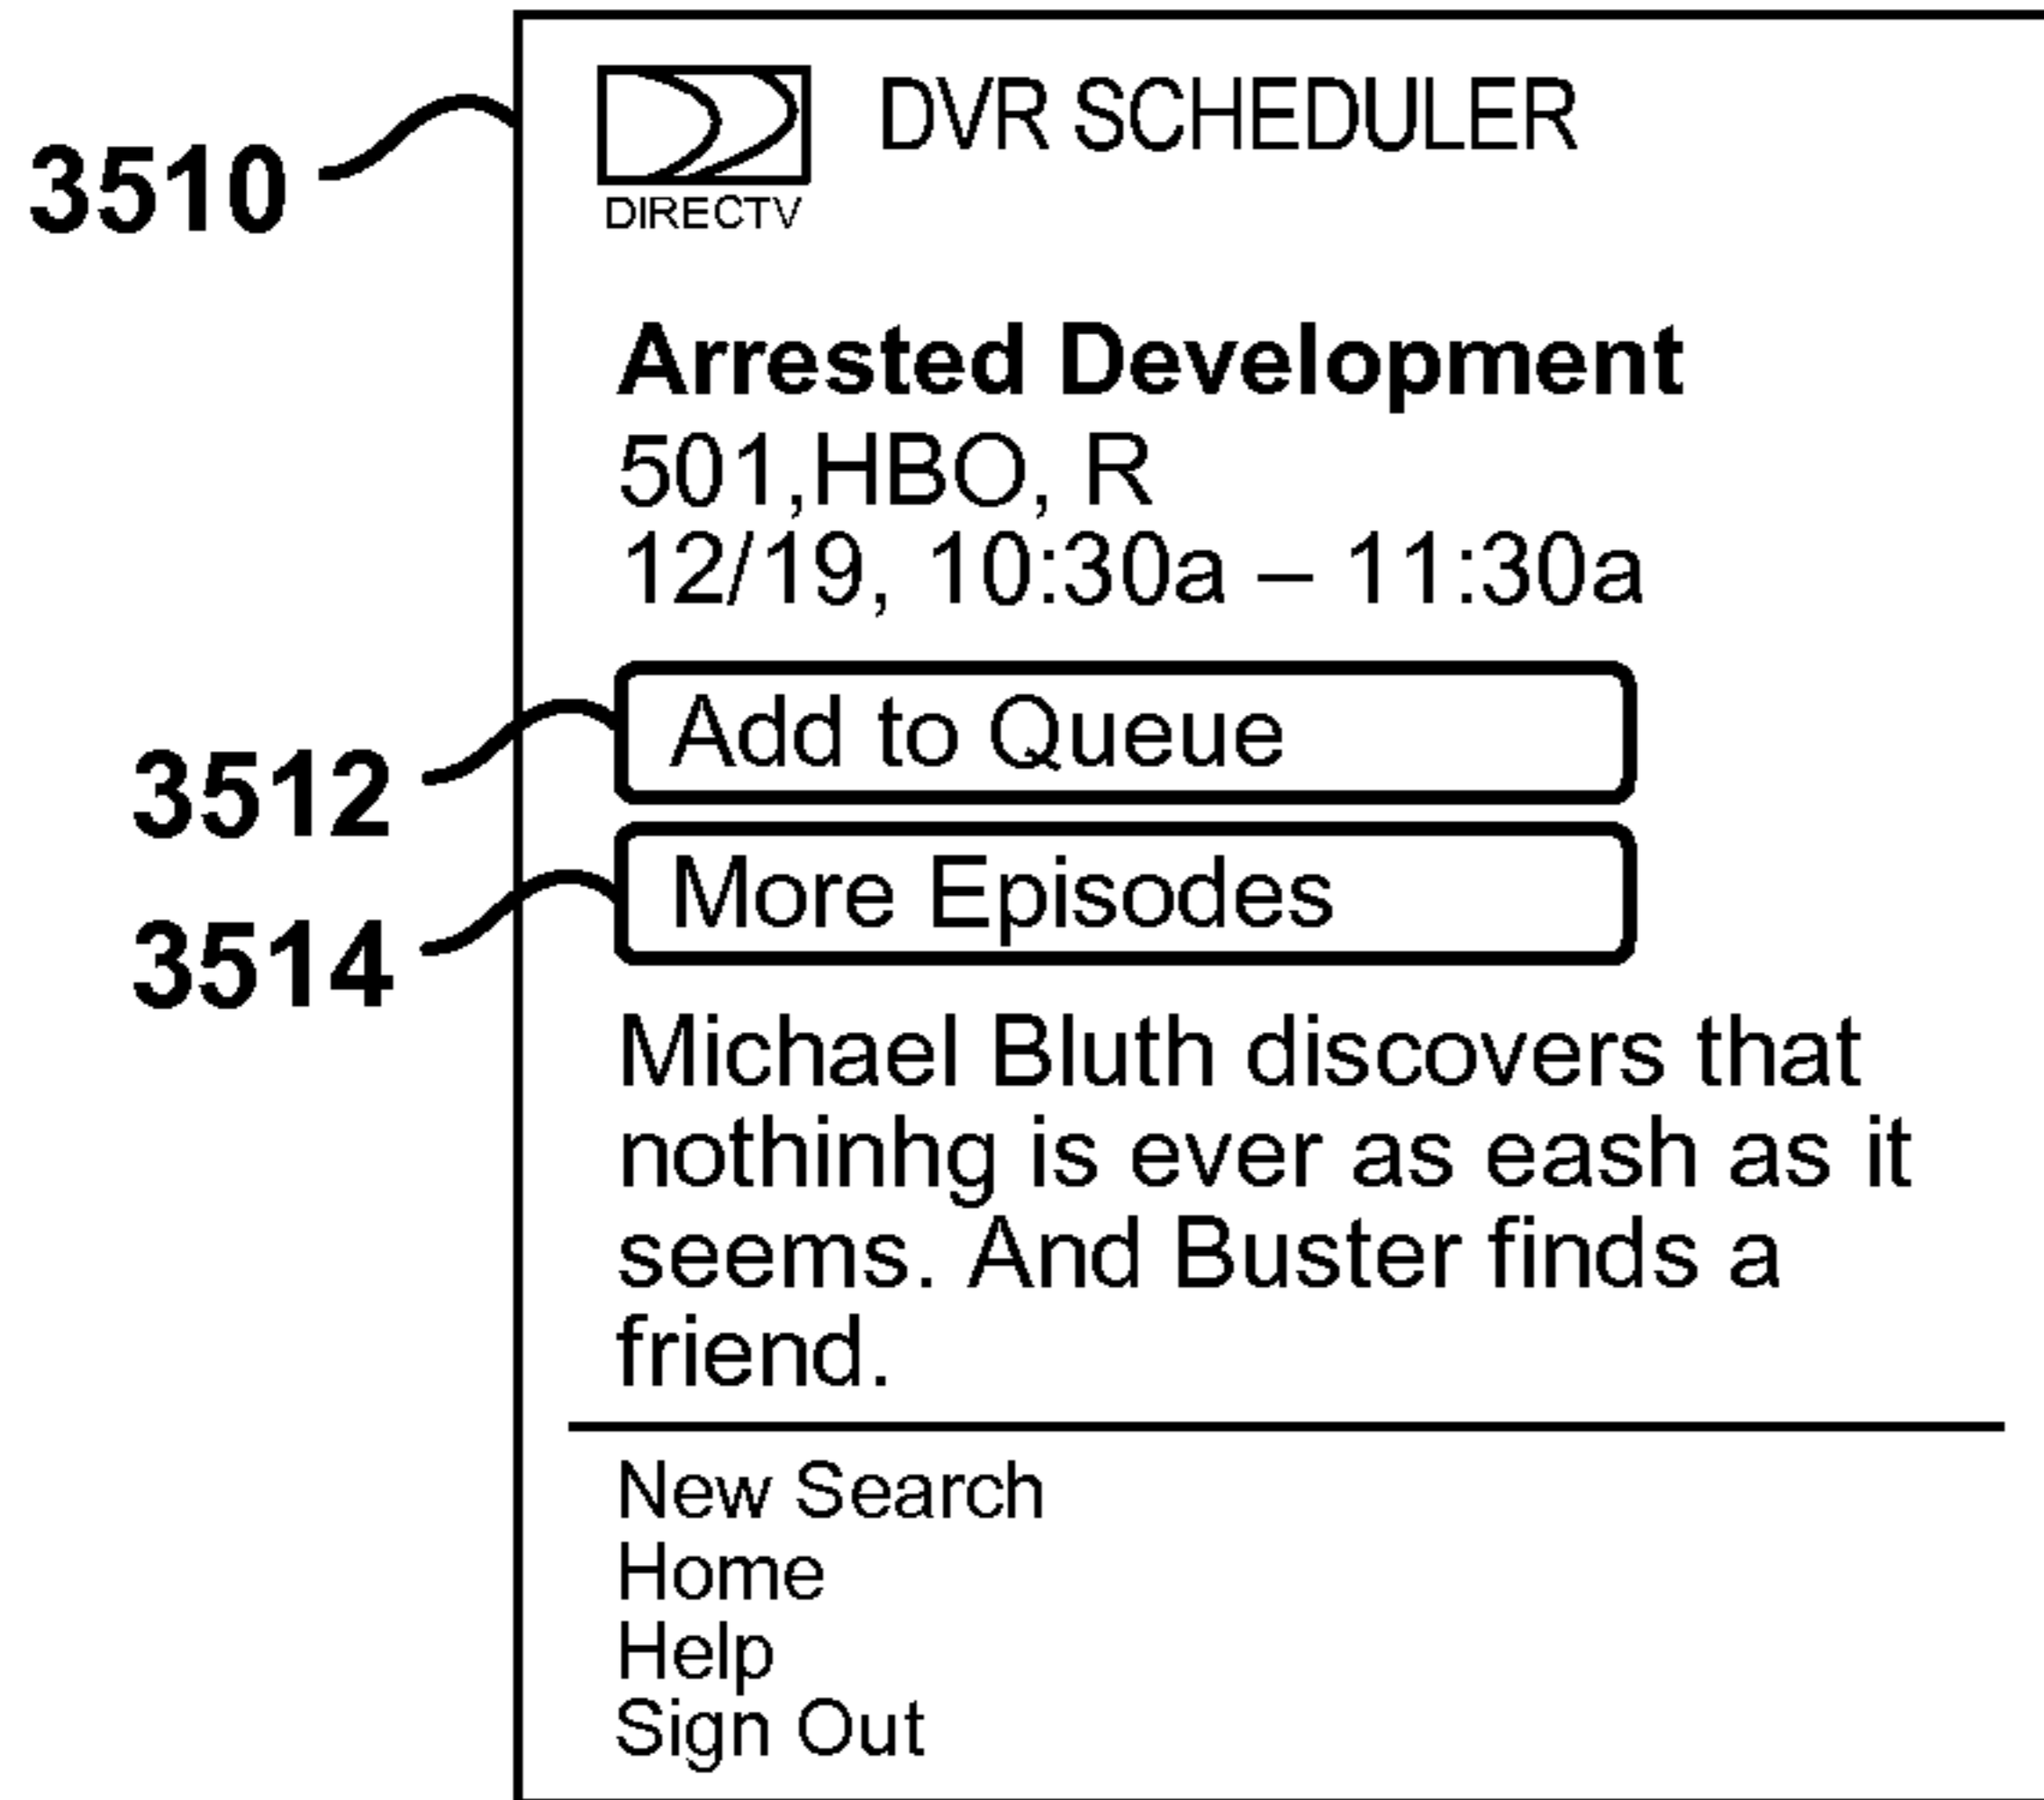 3510
DIRECTV
DVR SCHEDULER
Arrested Development
501,HBO, R
12/19, 10:30a – 11:30a
3512
Add to Queue
3514
More Episodes
Michael Bluth discovers that
nothinhg is ever as eash as it
seems. And Buster finds a
friend.
New Search
Home
Help
Sign Out